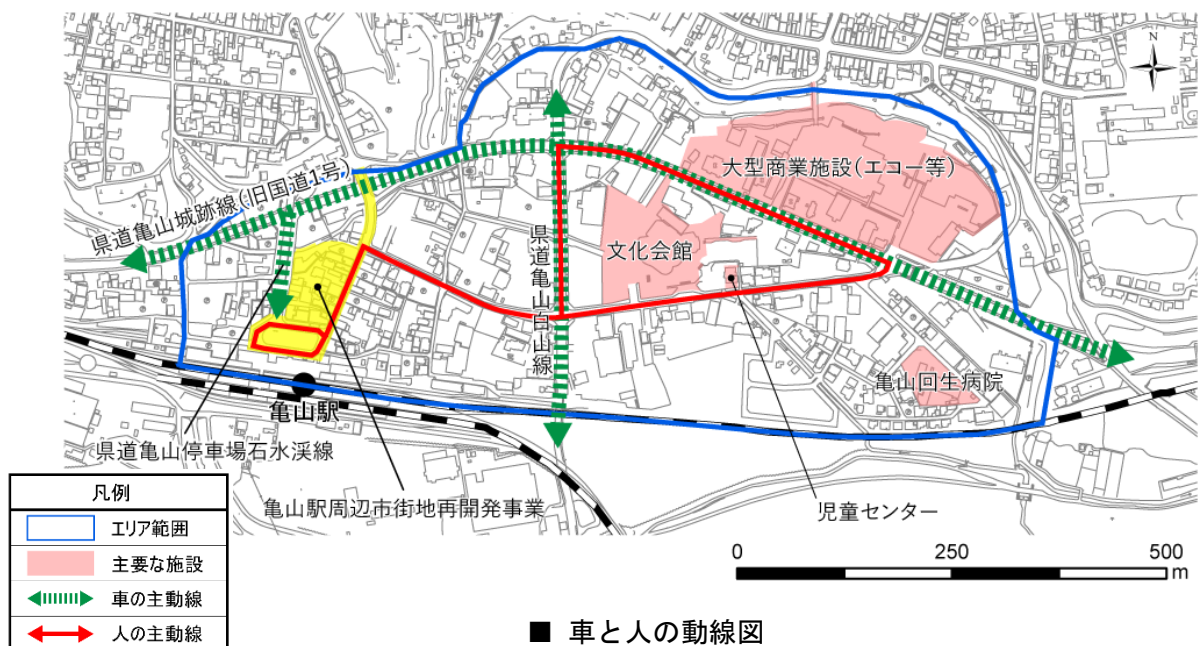 N
大型商業施設(エコー等)
県道亀山城跡線(旧国道1号)
文化会館
県道亀山白山線
亀山回生病院
亀山駅
県道亀山停車場石水渓線
亀山駅周辺市街地再開発事業
児童センター
凡例
エリア範囲
主要な施設
車の主動線
人の主動線
0 250 500
m
■ 車と人の動線図